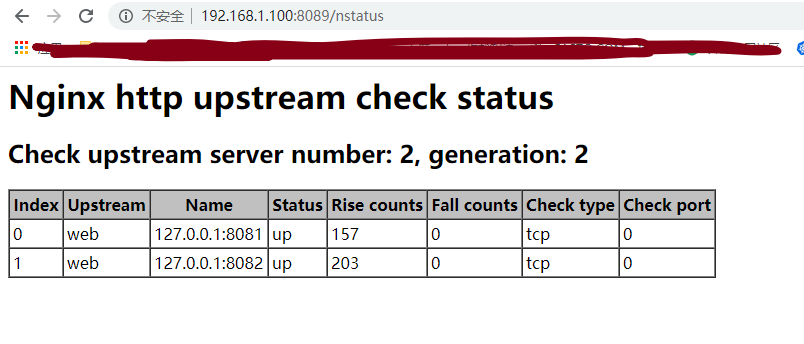 不安全 192.168.1.100:8089/nstatus
Nginx http upstream check status
Check upstream server number: 2, generation: 2
Index Upstream Name Status Rise counts Fall counts Check type Check port
0 web 127.0.0.1:8081 up 157 0 tcp 0
1 web 127.0.0.1:8082 up 203 0 tcp 0